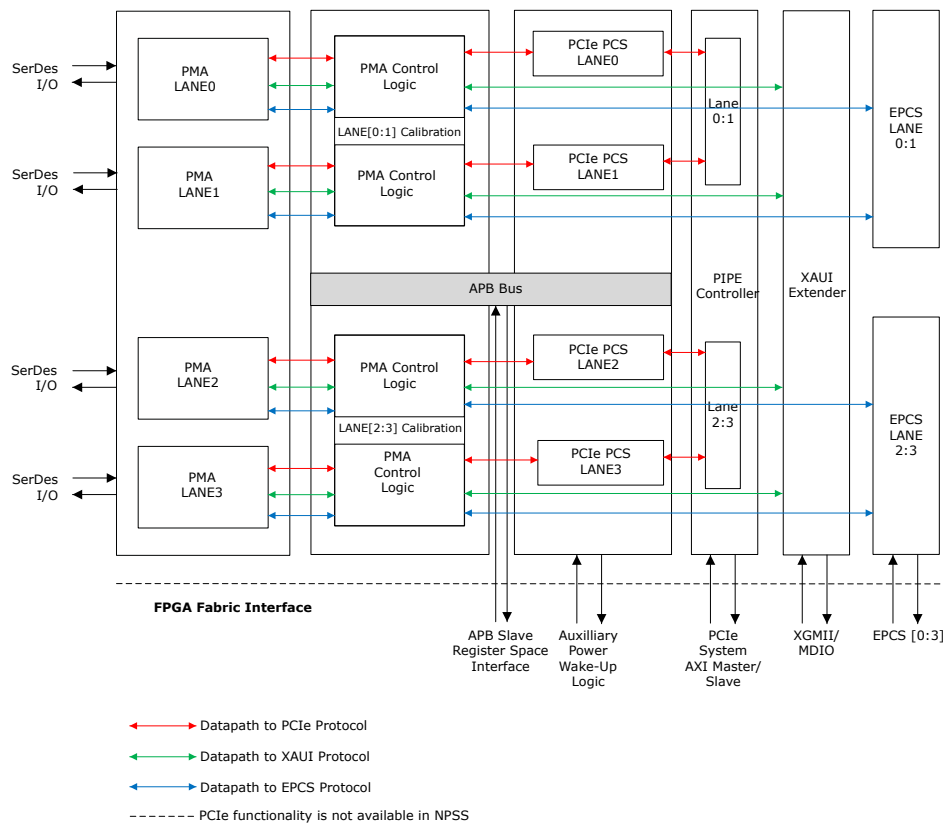 SerDes
I/O
PMA
LANE0
PMA Control
Logic
PCIe PCS
LANE0
Lane
0:1
EPCS
LANE
0:1
LANE[0:1] Calibration
SerDes
I/O
PMA
LANE1
PMA Control
Logic
PCIe PCS
LANE1
APB Bus
PIPE
Controller
XAUI
Extender
SerDes
I/O
PMA
LANE2
PMA Control
Logic
PCIe PCS
LANE2
Lane
2:3
EPCS
LANE
2:3
LANE[2:3] Calibration
SerDes
I/O
PMA
LANE3
PMA
Control
Logic
PCIe PCS
LANE3
FPGA Fabric Interface
APB Slave
Register Space
Interface
Auxilliary
Power
Wake-Up
Logic
PCIe
System
AXI Master/
Slave
XGMII/
MDIO
EPCS [0:3]
Datapath to PCIe Protocol
Datapath to XAUI Protocol
Datapath to EPCS Protocol
PCIe functionality is not available in NPSS